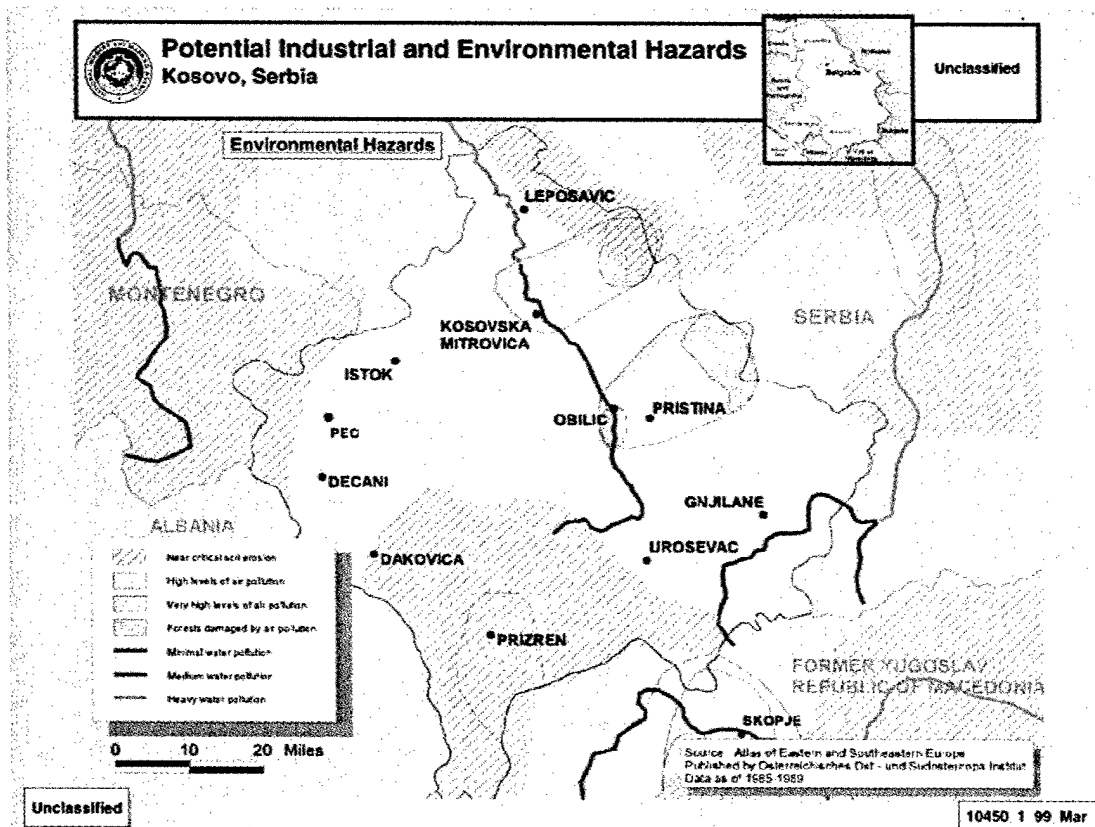 Potential Industrial and Environmental Hazards
Kosovo, Serbia
Belgrade
Unclassified
Environmental Hazards
LEPOSAVIC
MONTENEGRO
SERBIA
KOSOVSKA
MITROVICA
ISTOK
OBILIC
PRISTINA
PEC
DECANI
GNJILANE
ALBANIA
UROSEVAC
DAKOVICA
Near critical soil erosion
High levels of air pollution
Very high levels of air pollution
Forests damaged by air pollution
Minimal water pollution
Medium water pollution
Heavy water pollution
PRIZREN
FORMER YUGOSLAV
REPUBLIC OF MACEDONIA
SKOPJE
0 10 20 Miles
Source: Atlas of Eastern and Southeastern Europe
Published by Osterreichisches Ost - und Sudosteuropa Institut
Data as of 1985-1989
Unclassified
10450 1 99 Mar